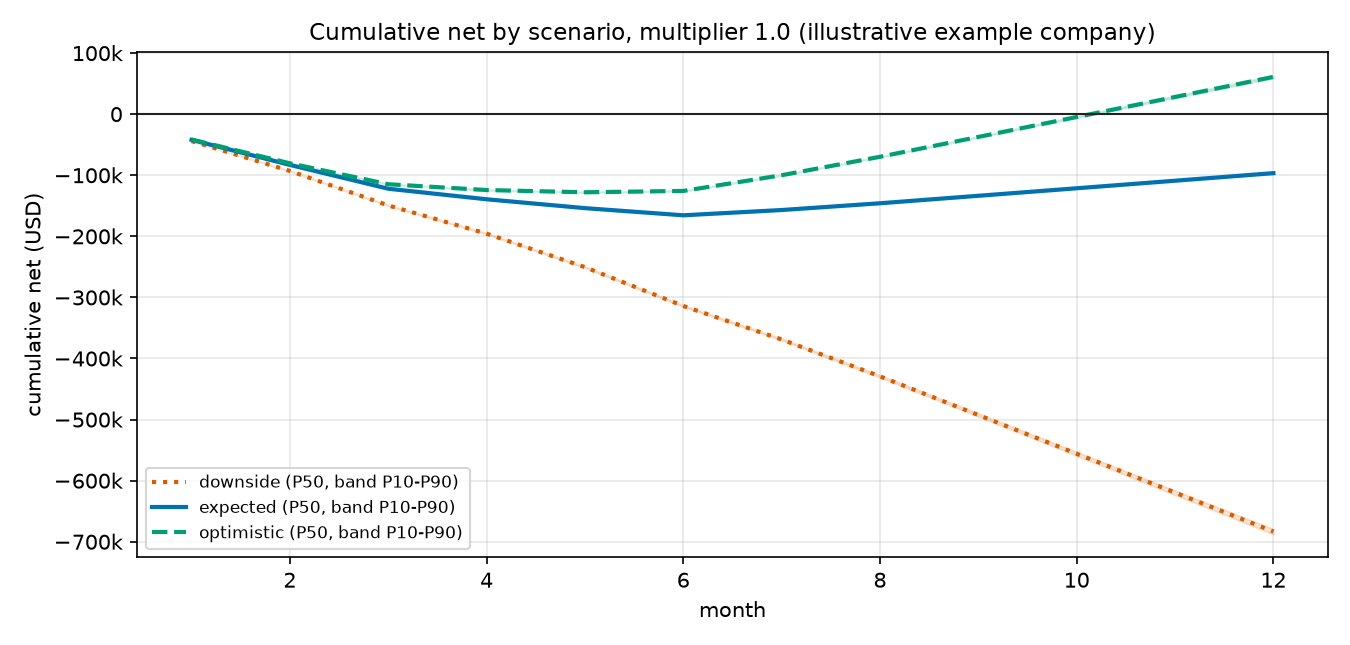 Cumulative net by scenario, multiplier 1.0 (illustrative example company)
cumulative net (USD)
100k
0
−100k
−200k
−300k
−400k
−500k
−600k
−700k
downside (P50, band P10-P90)
expected (P50, band P10-P90)
optimistic (P50, band P10-P90)
2 4 6 8 10 12
month